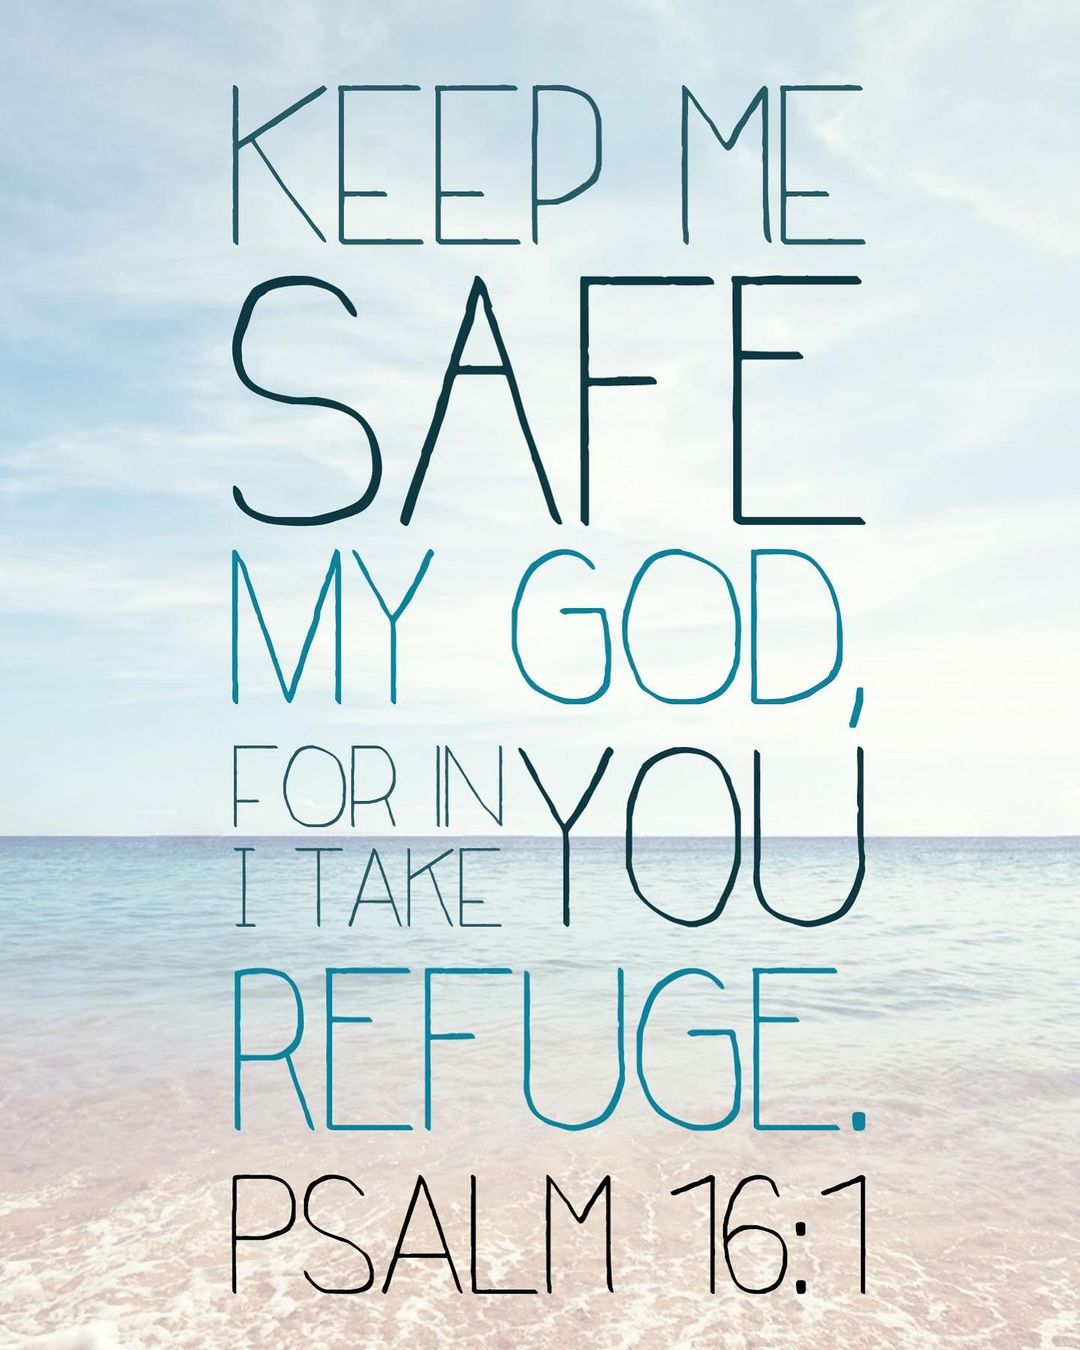 KEEP ME
SAFE
MY GOD,
FOR IN YOU
I TAKE
REFUGE.
PSALM 16:1